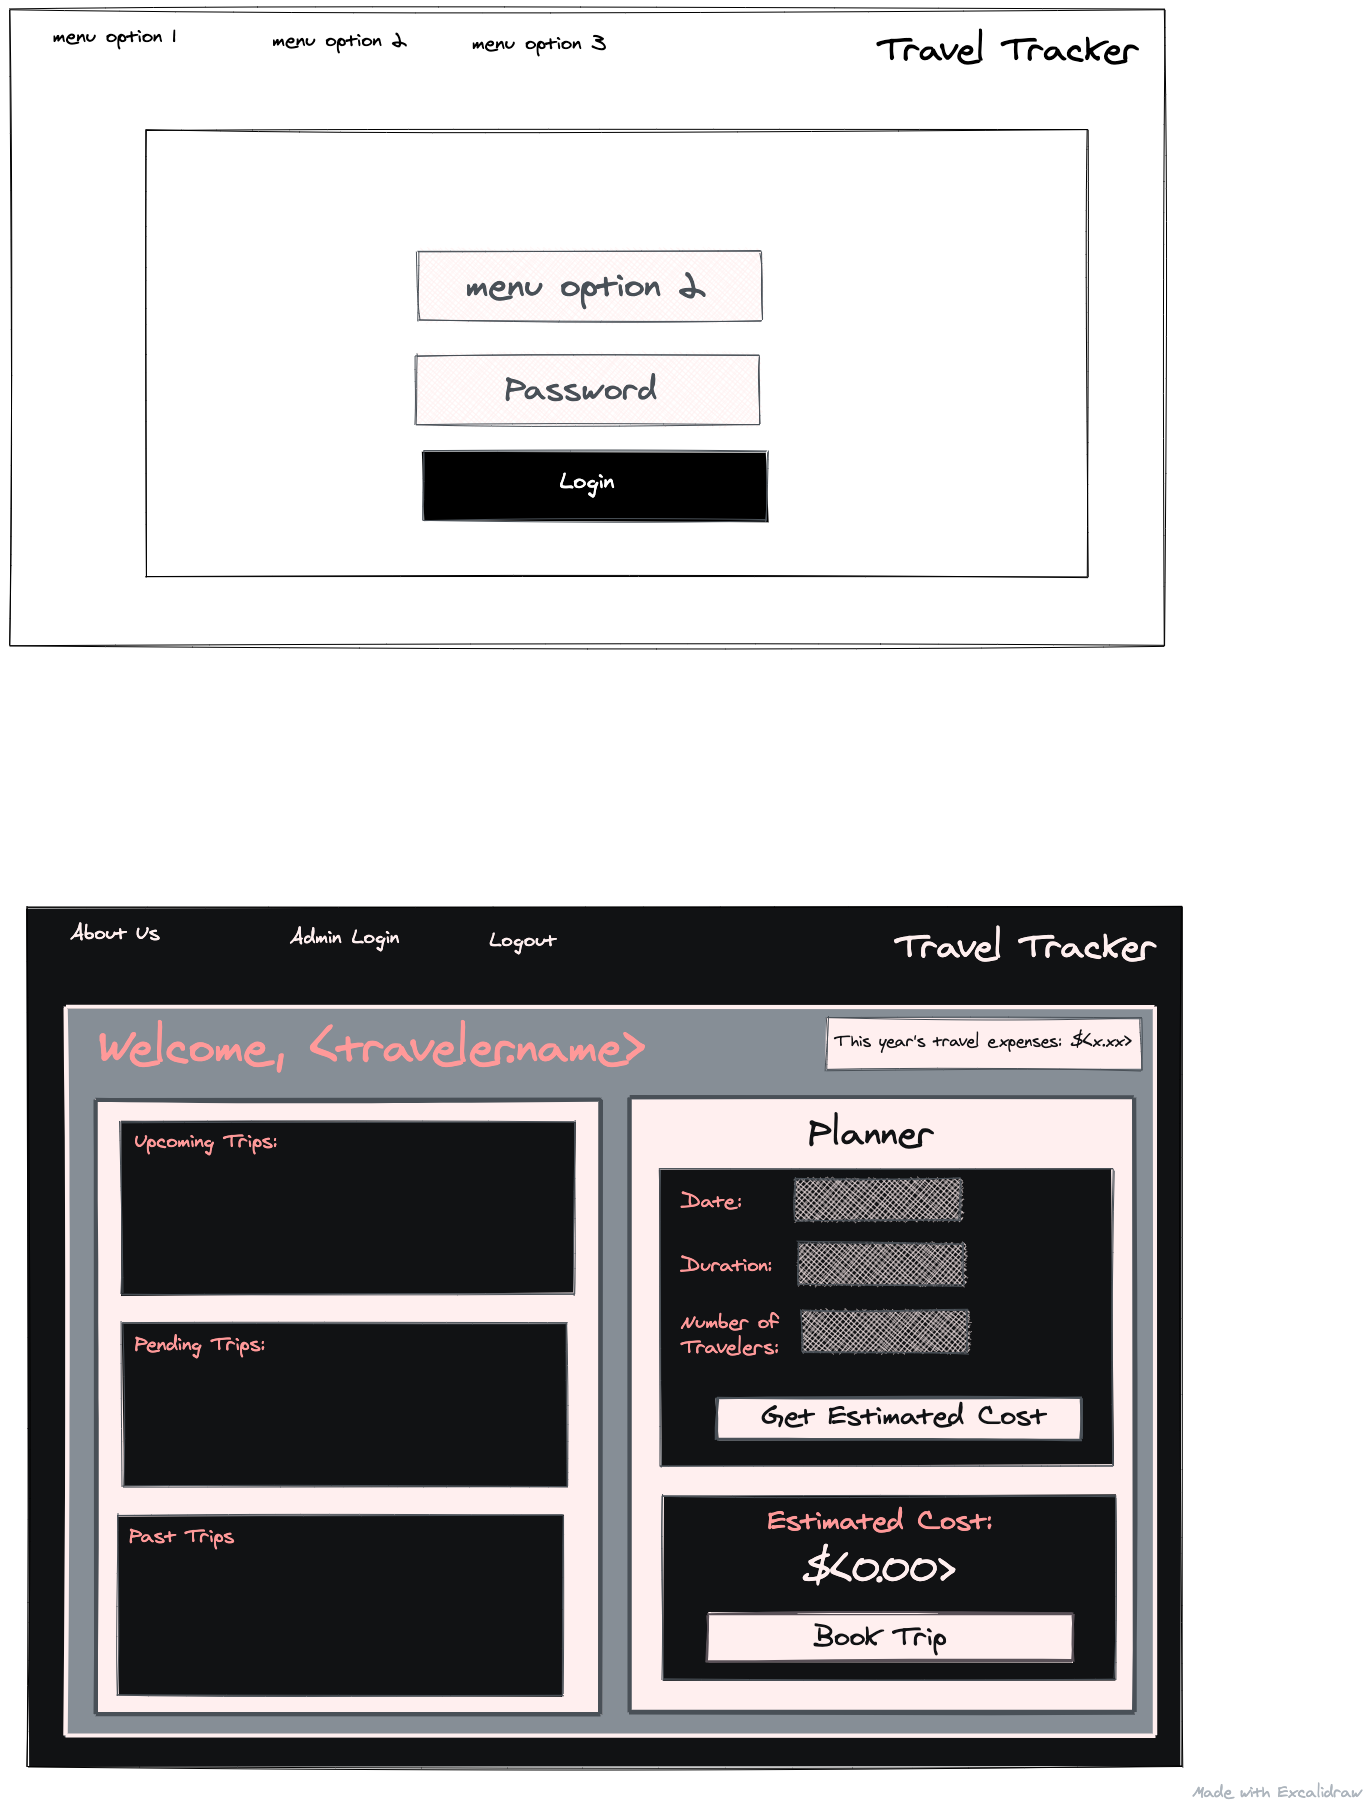 menu option 1
menu option 2
menu option 3
Travel Tracker
menu option 2
Password
Login
About Us
Admin Login
Logout
Travel Tracker
Welcome, <traveler.name>
This year's travel expenses: $<x.xx>
Upcoming Trips:
Pending Trips:
Past Trips
Planner
Date:
Duration:
Number of
Travelers:
Get Estimated Cost
Estimated Cost:
$<0.00>
Book Trip
Made with Excalidraw